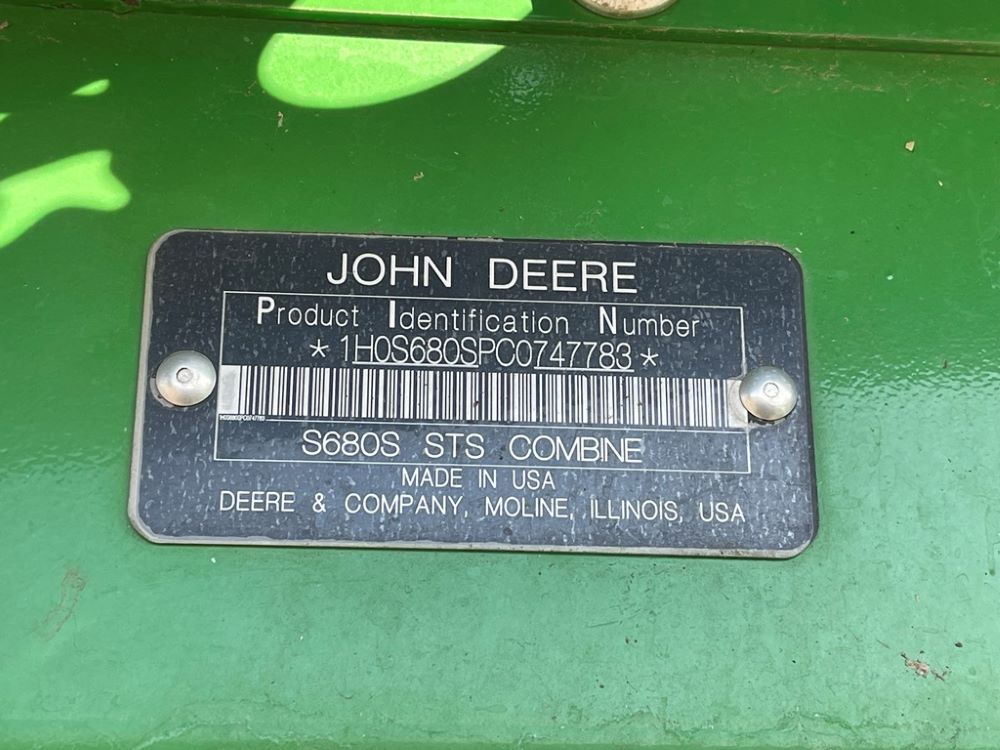 JOHN DEERE
Product Identification Number
*1H0S680SPC0747783*
S680S STS COMBINE
MADE IN USA
DEERE & COMPANY, MOLINE, ILLINOIS, USA